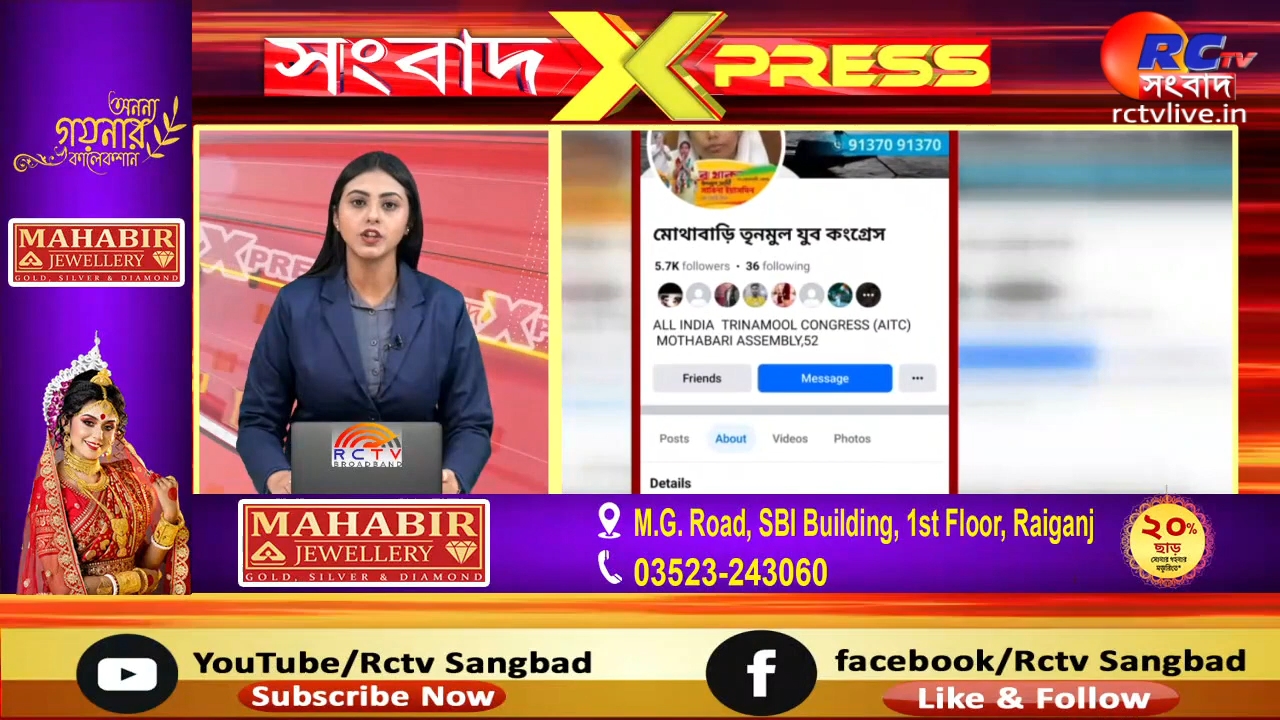 সংবাদ XPRESS
RCTV
সংবাদ
rctvlive.in
অনন্য
গয়নার
কালেকশান
MAHABIR
JEWELLERY
GOLD, SILVER & DIAMOND
XPRE
RCTV
BROADBAND
91370 91370
মোথাবাড়ি তৃনমুল যুব কংগ্রেস
5.7K followers • 36 following
ALL INDIA TRINAMOOL CONGRESS (AITC)
MOTHABARI ASSEMBLY,52
Friends
Message
Posts
About
Videos
Photos
Details
MAHABIR
JEWELLERY
GOLD, SILVER & DIAMOND
M.G. Road, SBI Building, 1st Floor, Raiganj
03523-243060
২০%
ছাড়
YouTube/Rctv Sangbad
Subscribe Now
facebook/Rctv Sangbad
Like & Follow